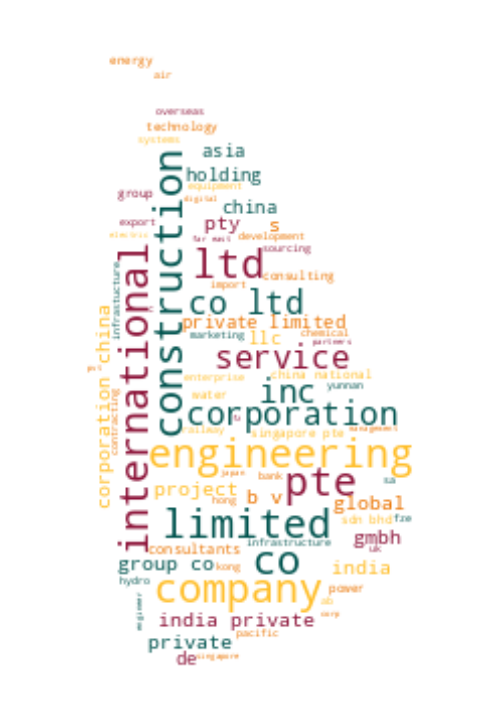 energy
air
overseas
technology
systems
asia
holding
equipment
group
digital
china
export
pty
s
electric
far east
development
sourcing
construction
international
infrastucture
ltd
consulting
import
co ltd
private limited
marketing
llc
chemical
partners
corporation china
service
enterprise
china national
yunnan
contracting
water
inc
corporation
railway
singapore pte
management
engineering
japan
bank
pte
sa
project
hong
b v
global
limited
sdn bhd
fze
infrastructure
gmbh
uk
consultants
co
group co
kong
india
hydro
company
power
ab
corp
india private
pacific
private
de
singapore